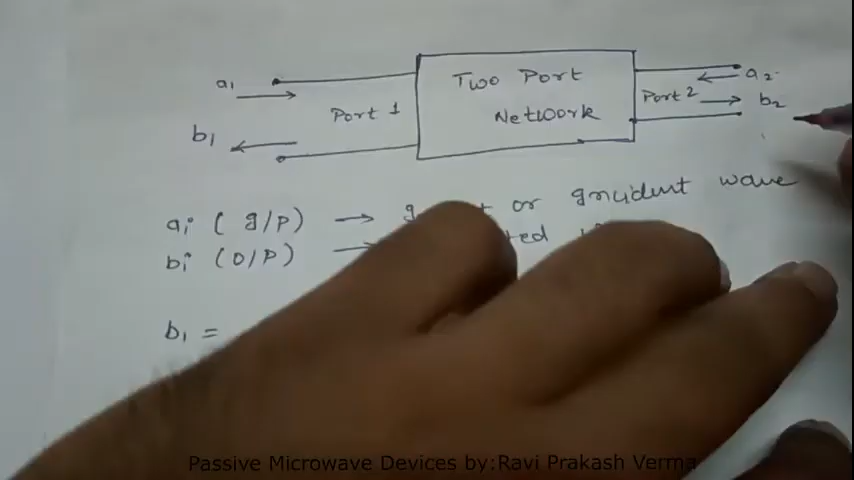 a1 Two Port a2
Port 1 Port 2
b1 Network b2
ai ( I/P) → or Incident wave
bi (O/P) →
b1 =
Passive Microwave Devices by:Ravi Prakash Verma